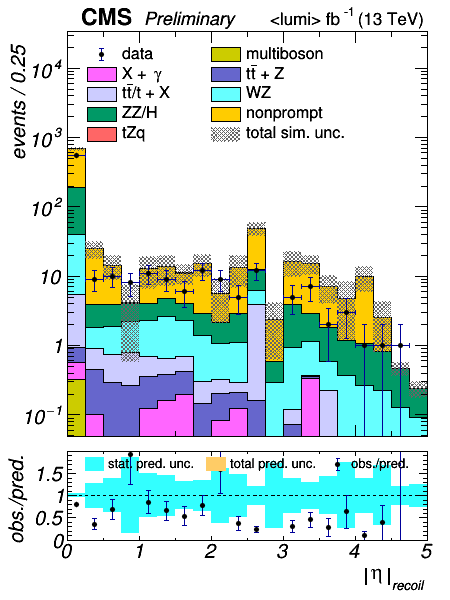 CMS Preliminary <lumi> fb⁻¹ (13 TeV)
events / 0.25
10⁴
10³
10²
10
1
10⁻¹
data
multiboson
X + γ
tt̄ + Z
tt̄/t + X
WZ
ZZ/H
nonprompt
tZq
total sim. unc.
obs./pred.
1.5
1
0.5
0
stat. pred. unc. total pred. unc. obs./pred.
0 1 2 3 4 5
|η|recoil